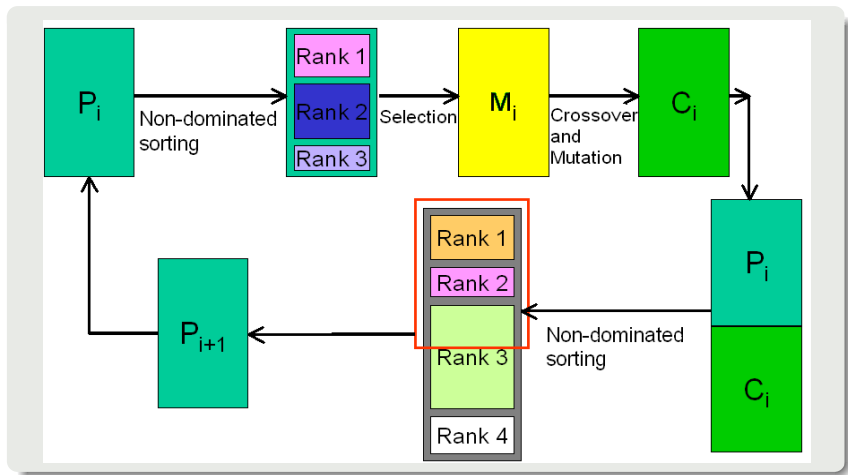 Pi
Non-dominated
sorting
Rank 1
Rank 2
Rank 3
Selection
Mi
Crossover
and
Mutation
Ci
Pi
Ci
Non-dominated
sorting
Rank 1
Rank 2
Rank 3
Rank 4
Pi+1